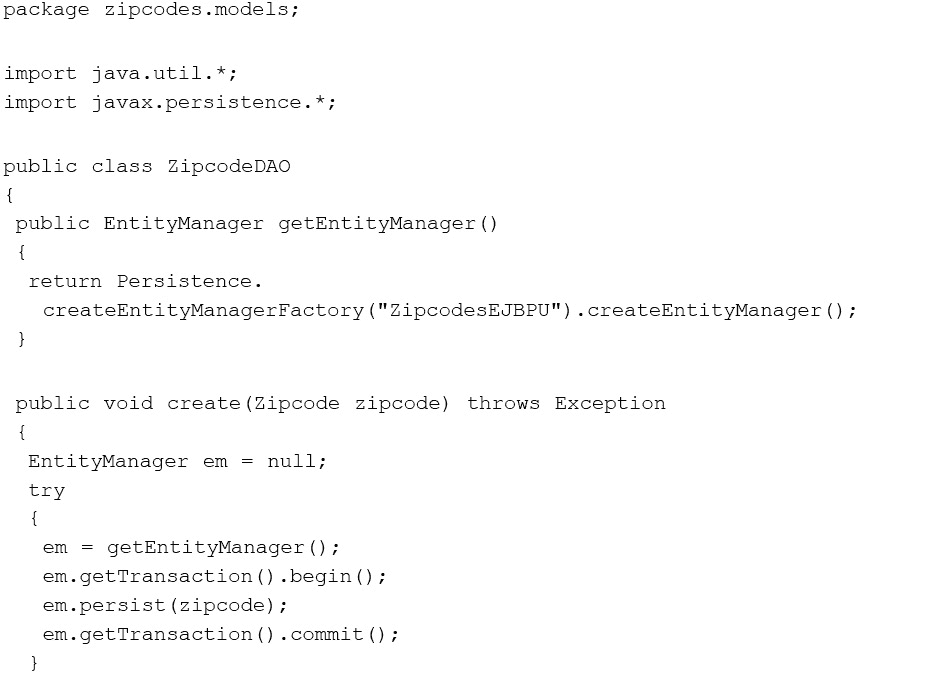 package zipcodes.models;
import java.util.*;
import javax.persistence.*;
public class ZipcodeDAO
{
public EntityManager getEntityManager()
{
return Persistence.
createEntityManagerFactory("ZipcodesEJBPU").createEntityManager();
}
public void create(Zipcode zipcode) throws Exception
{
EntityManager em = null;
try
{
em = getEntityManager();
em.getTransaction().begin();
em.persist(zipcode);
em.getTransaction().commit();
}